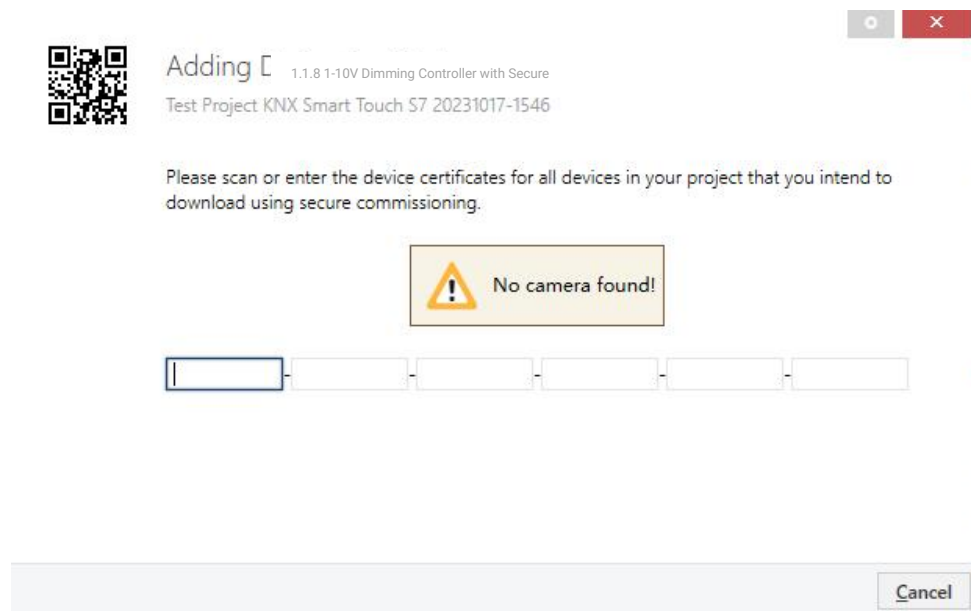 Adding
1.1.8 1-10V Dimming Controller with Secure
Test Project KNX Smart Touch S7 20231017-1546
Please scan or enter the device certificates for all devices in your project that you intend to
download using secure commissioning.
No camera found!
- - - - -
Cancel